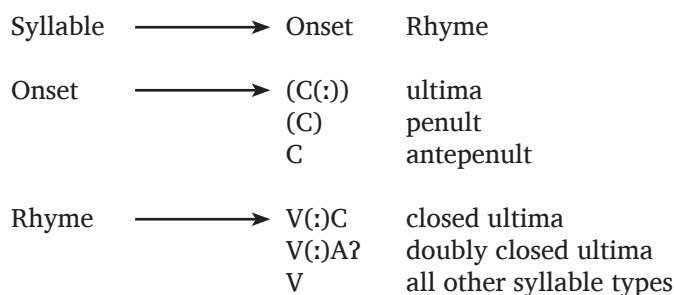 Syllable ⟶ Onset Rhyme
Onset ⟶ (C(ː)) ultima
(C) penult
C antepenult
Rhyme ⟶ V(ː)C closed ultima
V(ː)Aʔ doubly closed ultima
V all other syllable types